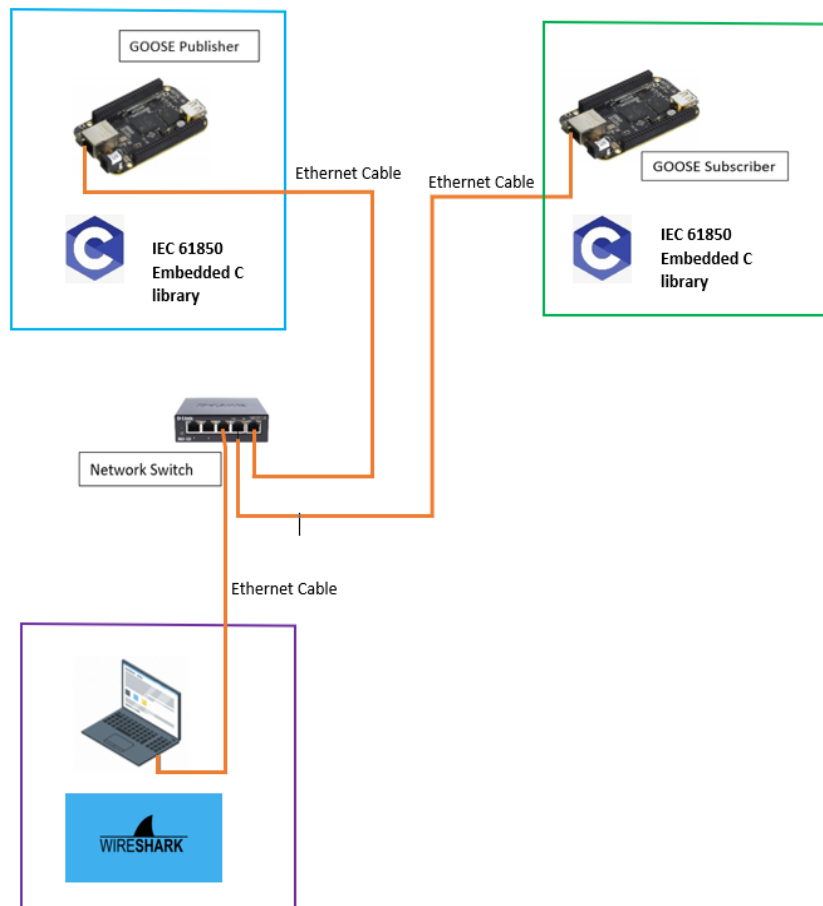 GOOSE Publisher
Ethernet Cable
Ethernet Cable
GOOSE Subscriber
IEC 61850
Embedded C
library
IEC 61850
Embedded C
library
Network Switch
Ethernet Cable
WIRESHARK